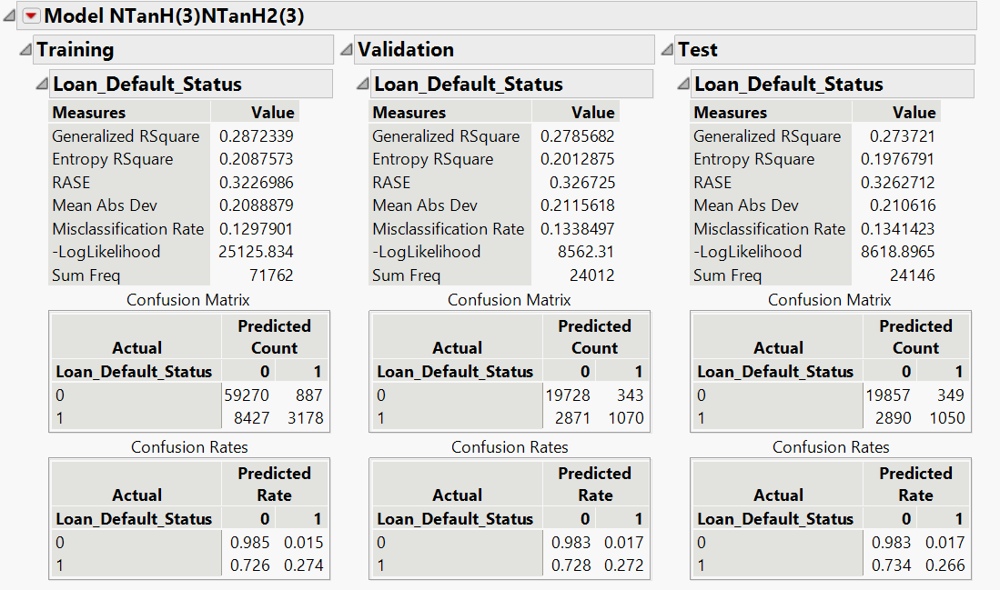 Model NTanH(3)NTanH2(3)
Training
Loan_Default_Status
Measures Value
Generalized RSquare 0.2872339
Entropy RSquare 0.2087573
RASE 0.3226986
Mean Abs Dev 0.2088879
Misclassification Rate 0.1297901
-LogLikelihood 25125.834
Sum Freq 71762
Confusion Matrix
Predicted
Actual Count
Loan_Default_Status 0 1
0 59270 887
1 8427 3178
Confusion Rates
Predicted
Actual Rate
Loan_Default_Status 0 1
0 0.985 0.015
1 0.726 0.274
Validation
Loan_Default_Status
Measures Value
Generalized RSquare 0.2785682
Entropy RSquare 0.2012875
RASE 0.326725
Mean Abs Dev 0.2115618
Misclassification Rate 0.1338497
-LogLikelihood 8562.31
Sum Freq 24012
Confusion Matrix
Predicted
Actual Count
Loan_Default_Status 0 1
0 19728 343
1 2871 1070
Confusion Rates
Predicted
Actual Rate
Loan_Default_Status 0 1
0 0.983 0.017
1 0.728 0.272
Test
Loan_Default_Status
Measures Value
Generalized RSquare 0.273721
Entropy RSquare 0.1976791
RASE 0.3262712
Mean Abs Dev 0.210616
Misclassification Rate 0.1341423
-LogLikelihood 8618.8965
Sum Freq 24146
Confusion Matrix
Predicted
Actual Count
Loan_Default_Status 0 1
0 19857 349
1 2890 1050
Confusion Rates
Predicted
Actual Rate
Loan_Default_Status 0 1
0 0.983 0.017
1 0.734 0.266